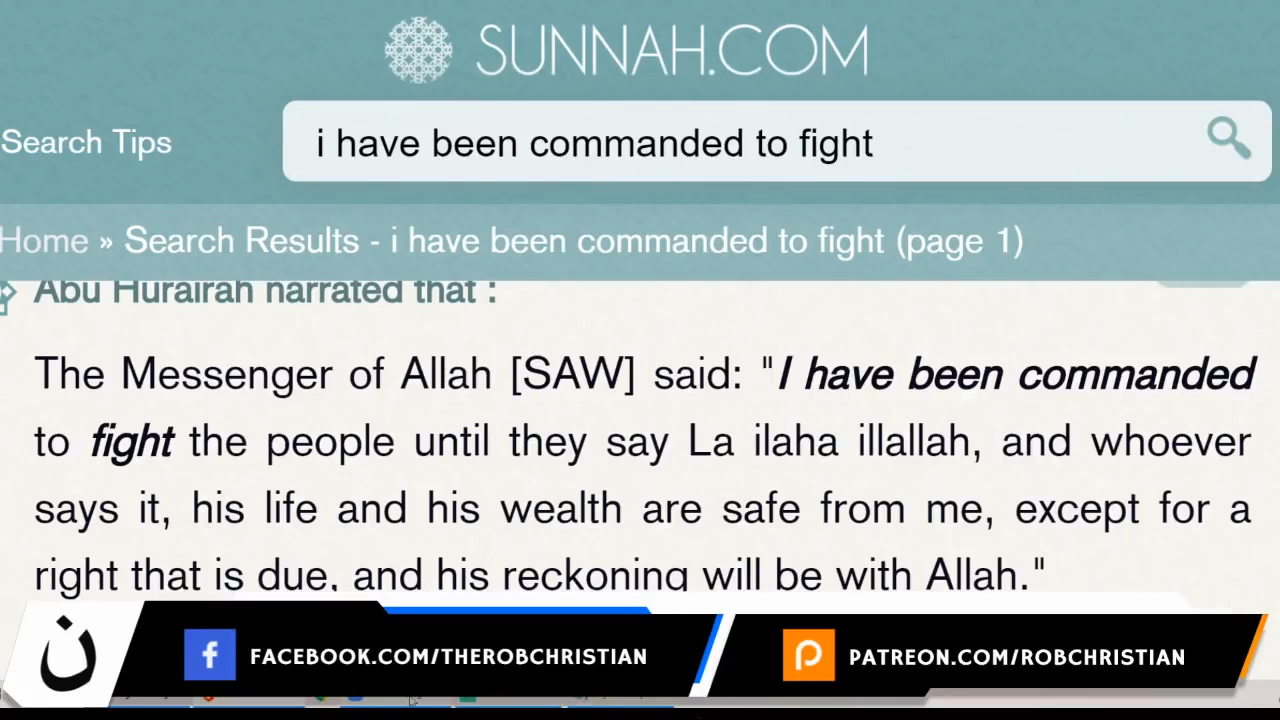 SUNNAH.COM
Search Tips
i have been commanded to fight
Home » Search Results - i have been commanded to fight (page 1)
Abu Hurairah narrated that :
The Messenger of Allah [SAW] said: "I have been commanded
to fight the people until they say La ilaha illallah, and whoever
says it, his life and his wealth are safe from me, except for a
right that is due, and his reckoning will be with Allah."
ن
FACEBOOK.COM/THEROBCHRISTIAN
PATREON.COM/ROBCHRISTIAN